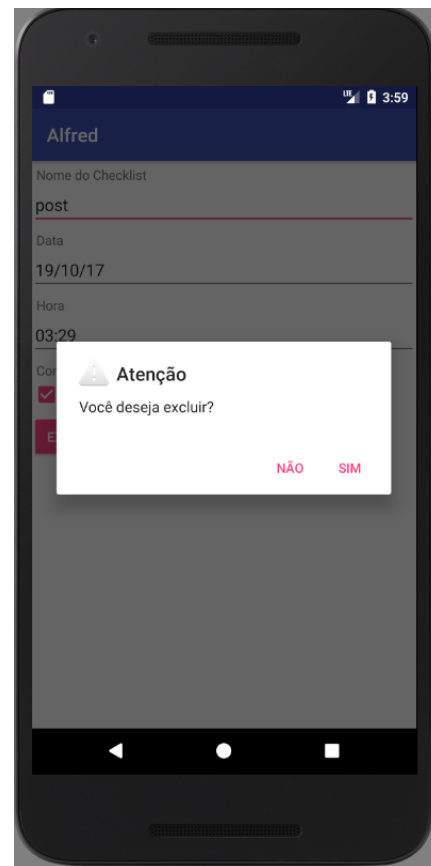 LTE 3:59
Alfred
Nome do Checklist
post
Data
19/10/17
Hora
03:29
Atenção
Você deseja excluir?
NÃO SIM